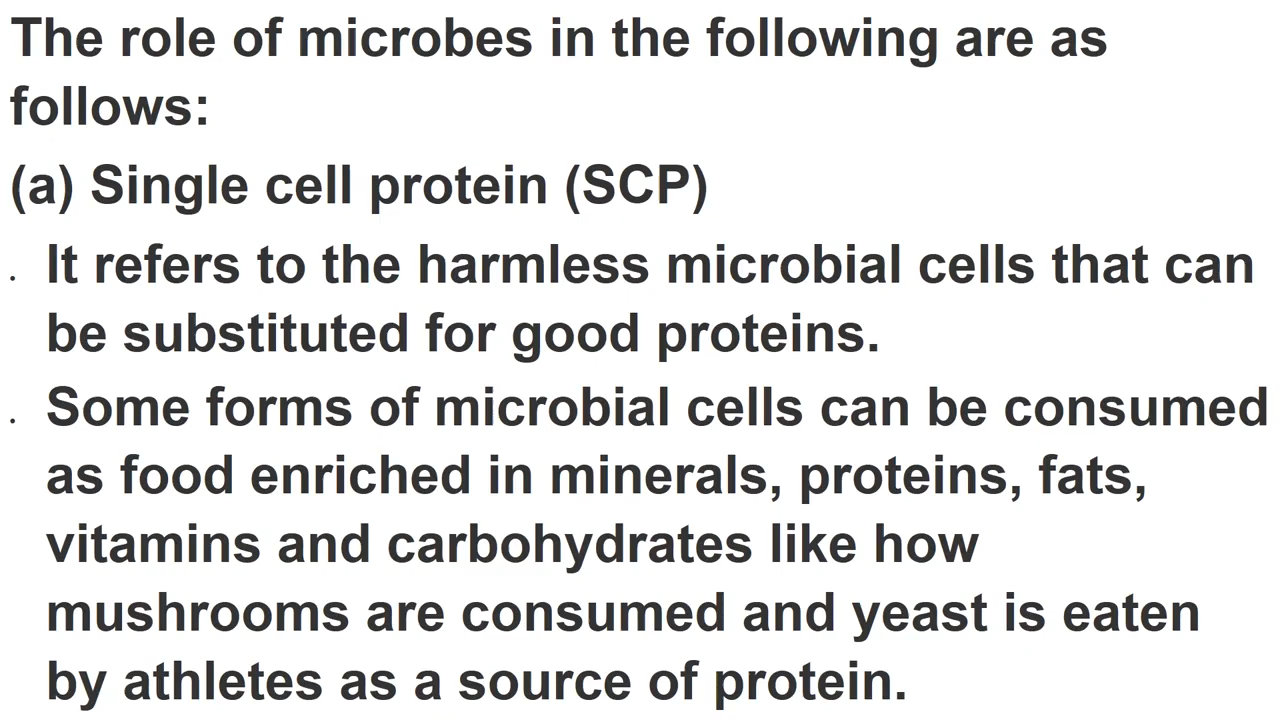 The role of microbes in the following are as
follows:
(a) Single cell protein (SCP)
. It refers to the harmless microbial cells that can
be substituted for good proteins.
. Some forms of microbial cells can be consumed
as food enriched in minerals, proteins, fats,
vitamins and carbohydrates like how
mushrooms are consumed and yeast is eaten
by athletes as a source of protein.